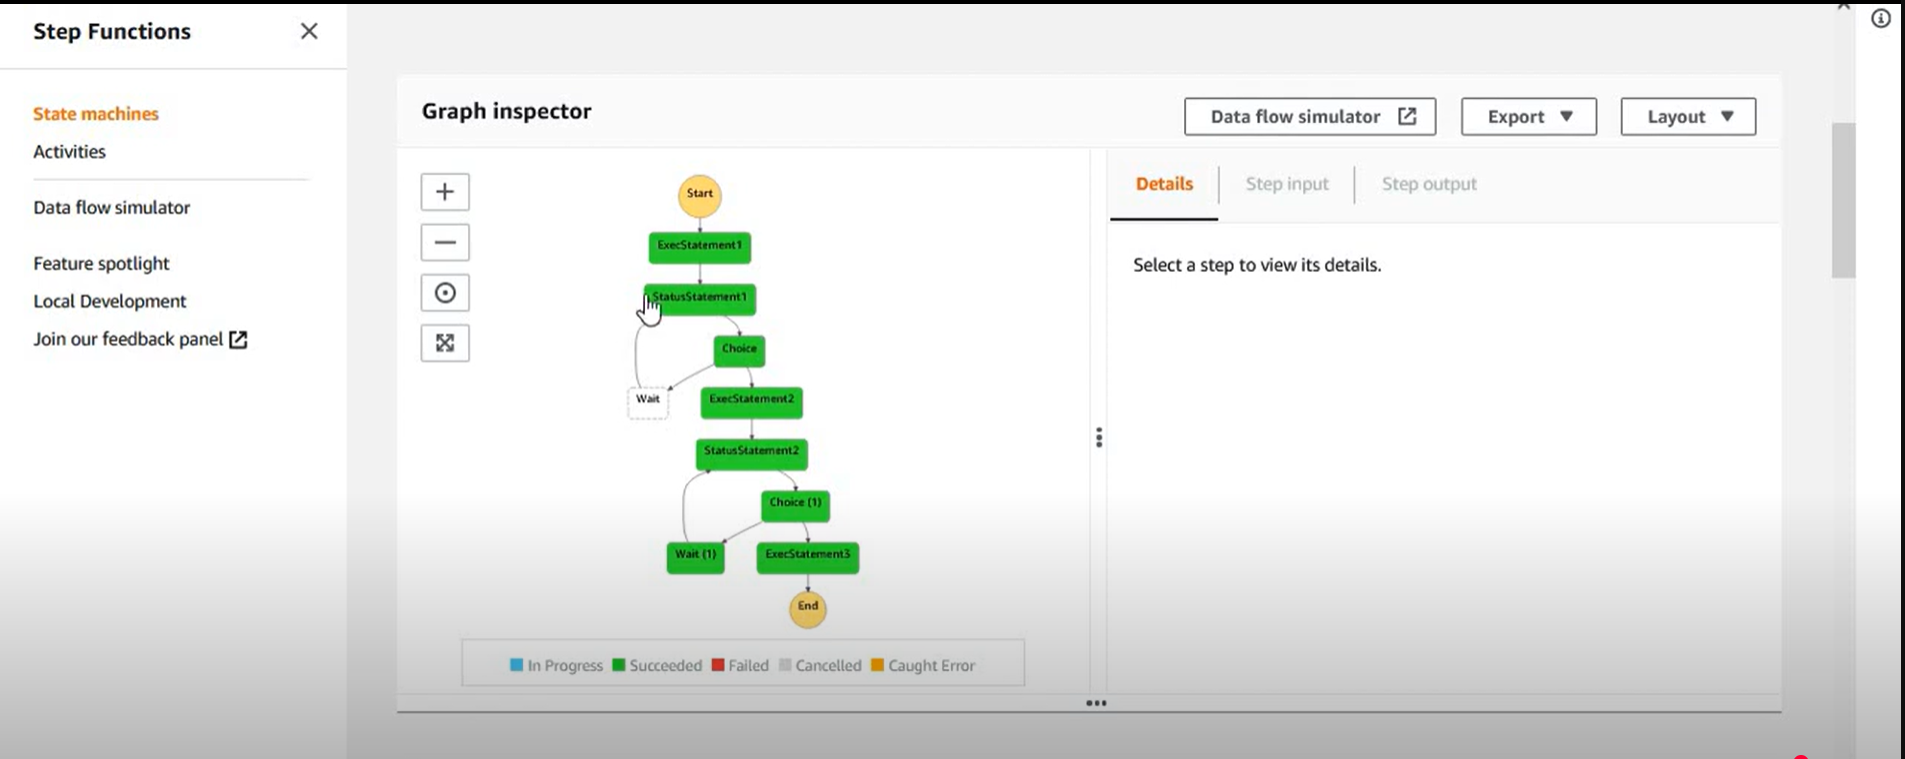 Step Functions
State machines
Activities
Data flow simulator
Feature spotlight
Local Development
Join our feedback panel
Graph inspector
Data flow simulator
Export
Layout
Start
ExecStatement1
StatusStatement1
Choice
Wait
ExecStatement2
StatusStatement2
Choice (1)
Wait (1)
ExecStatement3
End
In Progress Succeeded Failed Cancelled Caught Error
Details Step input Step output
Select a step to view its details.